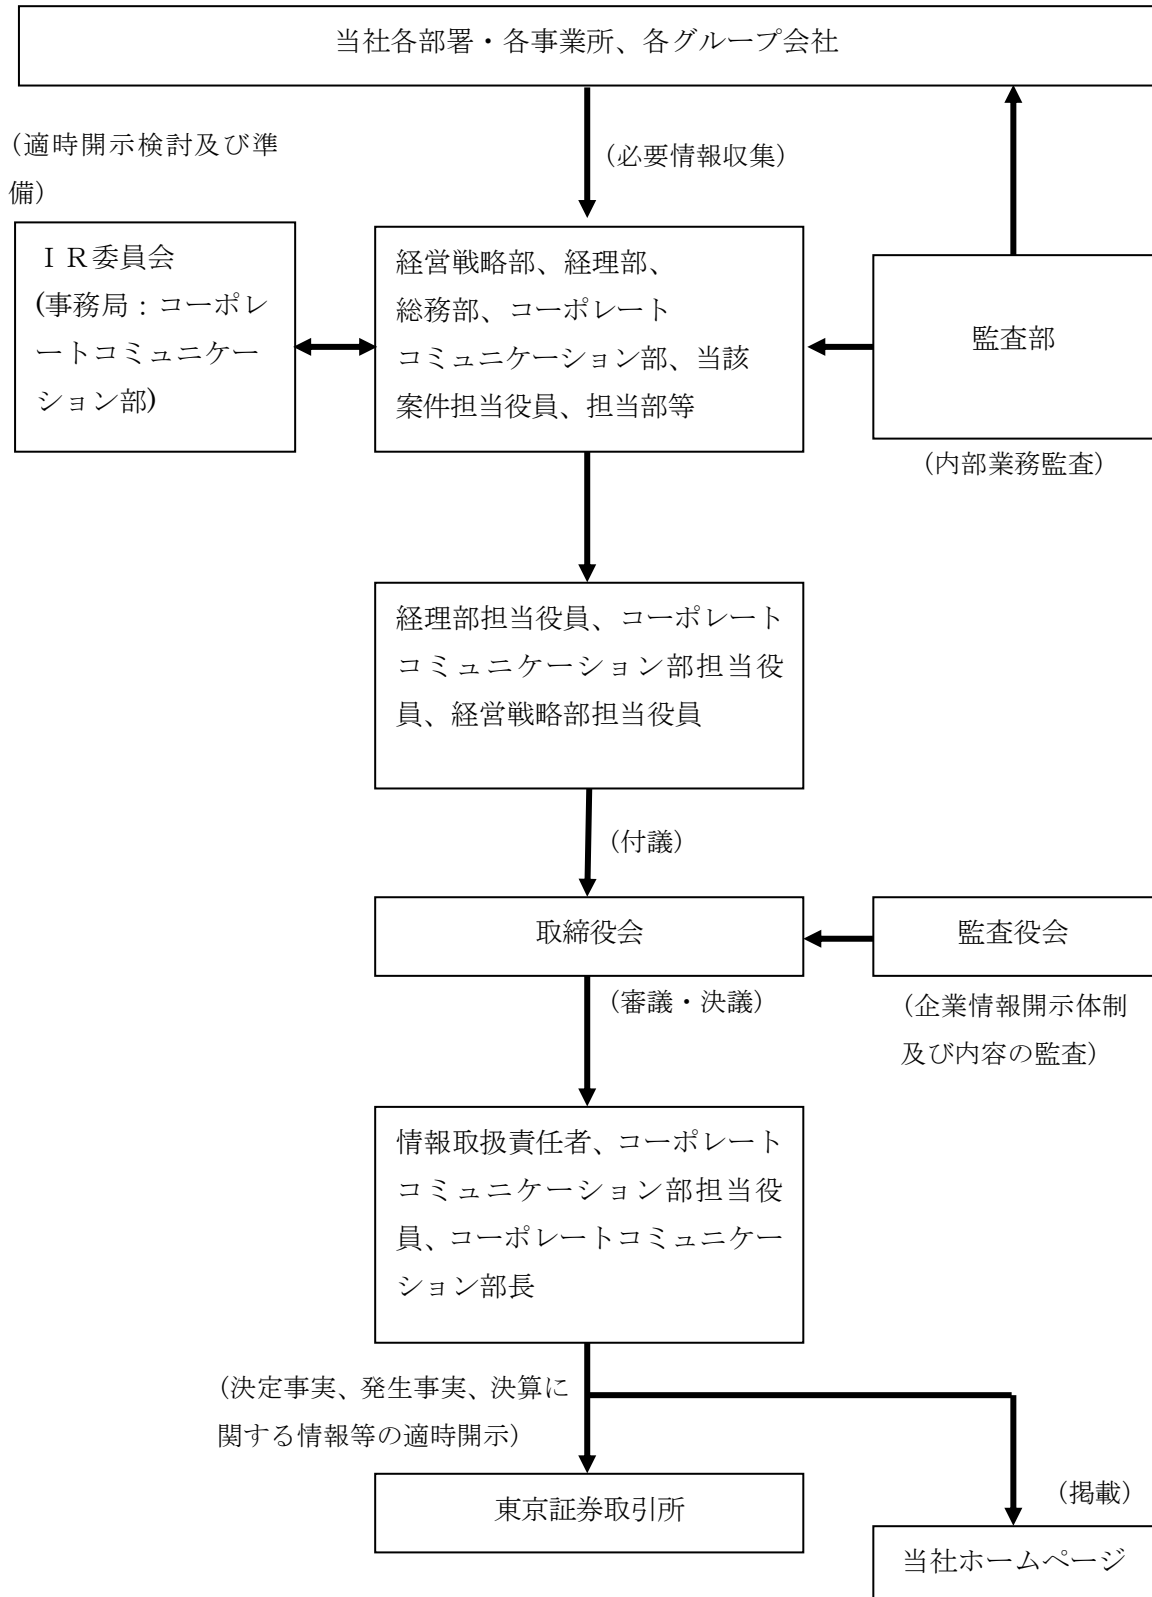 当社各部署・各事業所、各グループ会社
（適時開示検討及び準
備）
（必要情報収集）
ＩＲ委員会
(事務局：コーポレ
ートコミュニケー
ション部)
経営戦略部、経理部、
総務部、コーポレート
コミュニケーション部、当該
案件担当役員、担当部等
監査部
（内部業務監査）
経理部担当役員、コーポレート
コミュニケーション部担当役
員、経営戦略部担当役員
（付議）
取締役会
監査役会
（審議・決議）
（企業情報開示体制
及び内容の監査）
情報取扱責任者、コーポレート
コミュニケーション部担当役
員、コーポレートコミュニケー
ション部長
（決定事実、発生事実、決算に
関する情報等の適時開示）
東京証券取引所
（掲載）
当社ホームページ